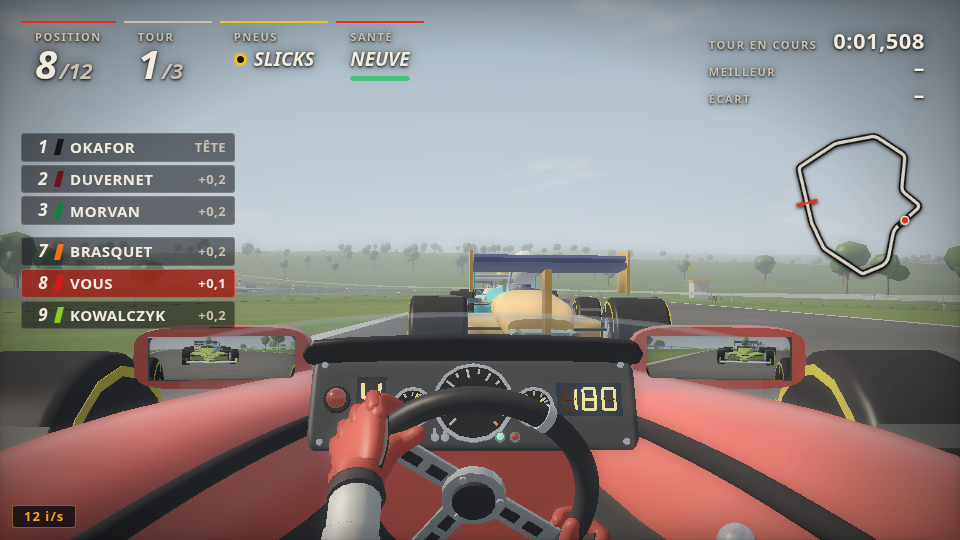 POSITION TOUR PNEUS SANTÉ
8/12 1/3 SLICKS NEUVE
TOUR EN COURS 0:01,508
MEILLEUR –
ÉCART –
1 OKAFOR TÊTE
2 DUVERNET +0,2
3 MORVAN +0,2
7 BRASQUET +0,2
8 VOUS +0,1
9 KOWALCZYK +0,2
180
12 i/s